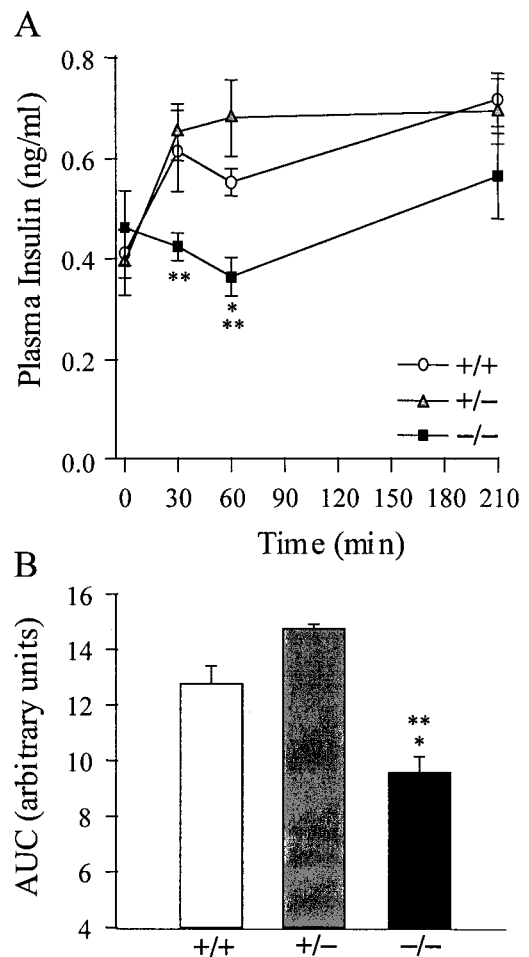 A
Plasma Insulin (ng/ml)
0.8
0.6
0.4
0.2
0.0
**
*
**
+/+
+/−
−/−
0 30 60 90 120 150 180 210
Time (min)
B
AUC (arbitrary units)
16
14
12
10
8
6
4
**
*
+/+ +/− −/−